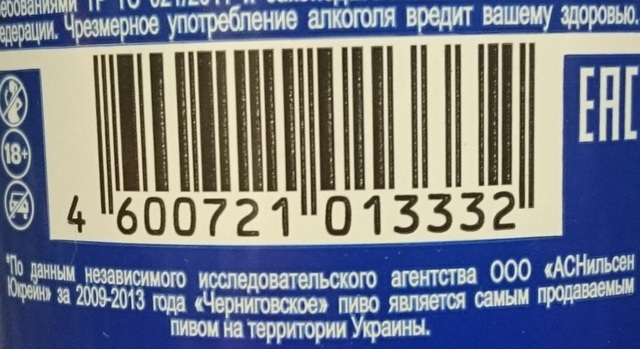 едерации. Чрезмерное употребление алкоголя вредит вашему здоровью.
18+
EAC
4 600721 013332
*По данным независимого исследовательского агентства ООО «АСНильсен
Юкрейн» за 2009-2013 года «Черниговское» пиво является самым продаваемым
пивом на территории Украины.